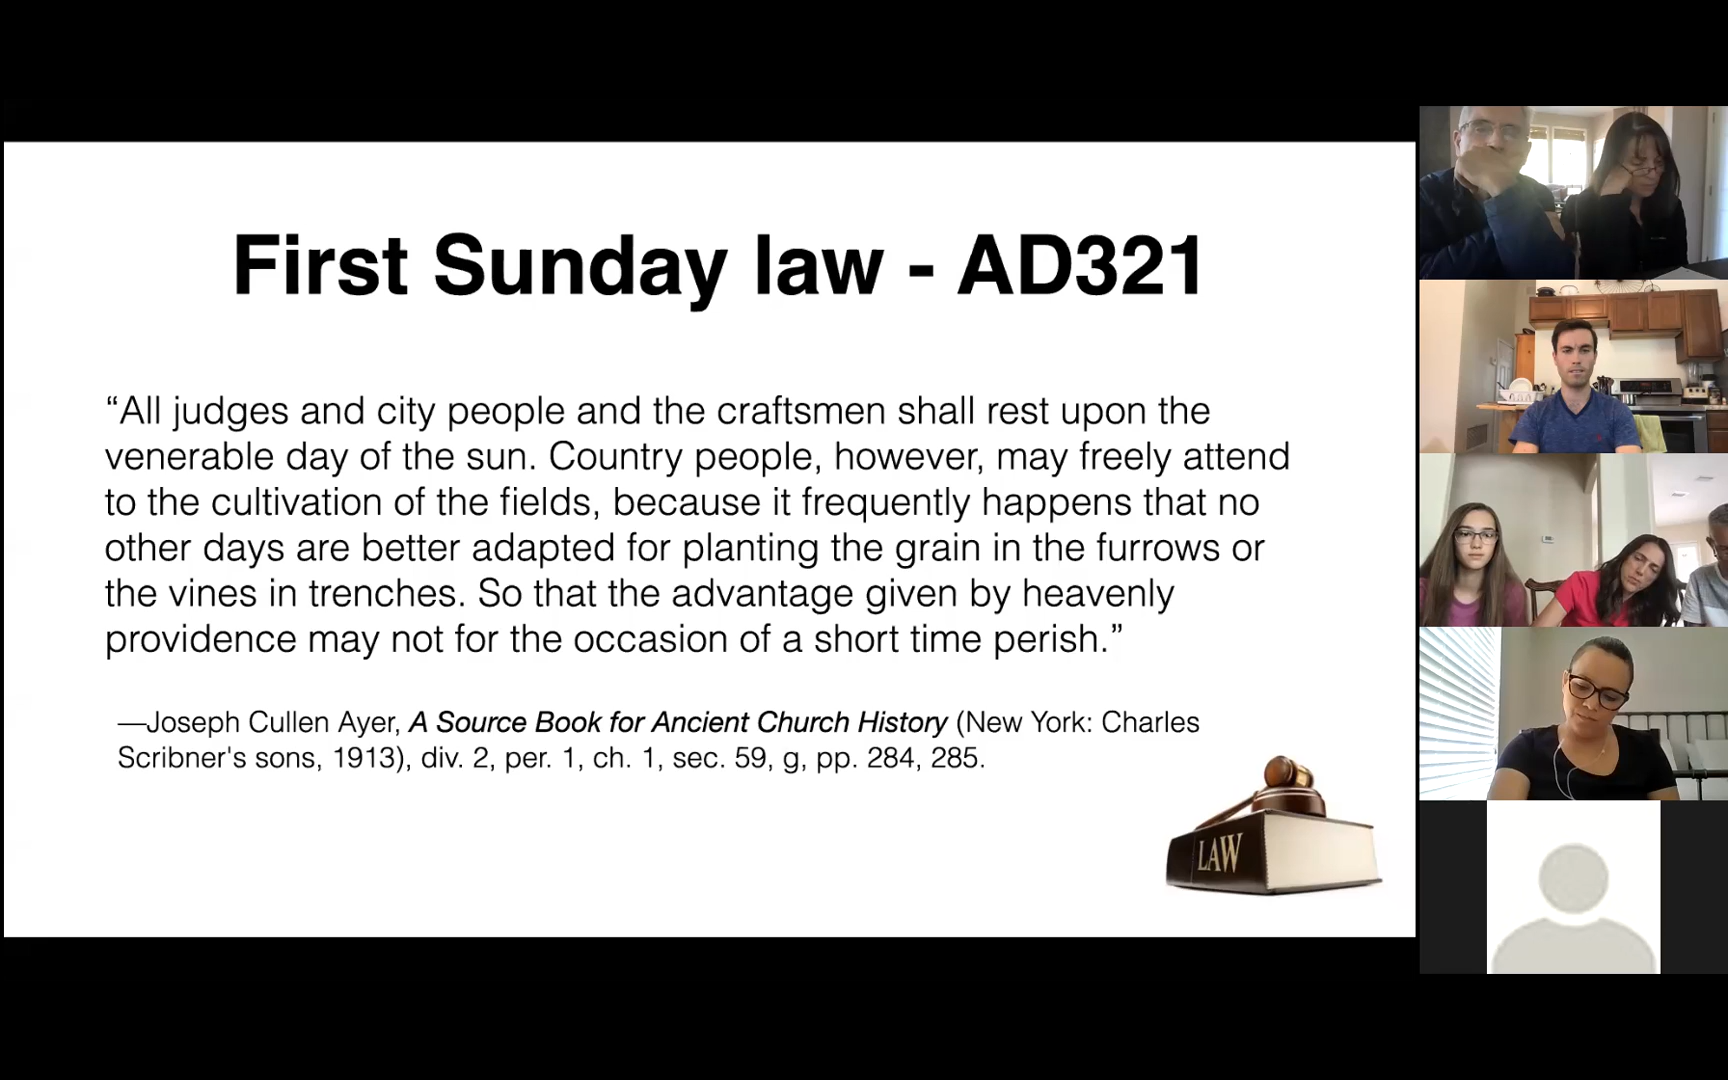 First Sunday law - AD321
“All judges and city people and the craftsmen shall rest upon the
venerable day of the sun. Country people, however, may freely attend
to the cultivation of the fields, because it frequently happens that no
other days are better adapted for planting the grain in the furrows or
the vines in trenches. So that the advantage given by heavenly
providence may not for the occasion of a short time perish.”
—Joseph Cullen Ayer, A Source Book for Ancient Church History (New York: Charles
Scribner's sons, 1913), div. 2, per. 1, ch. 1, sec. 59, g, pp. 284, 285.
LAW